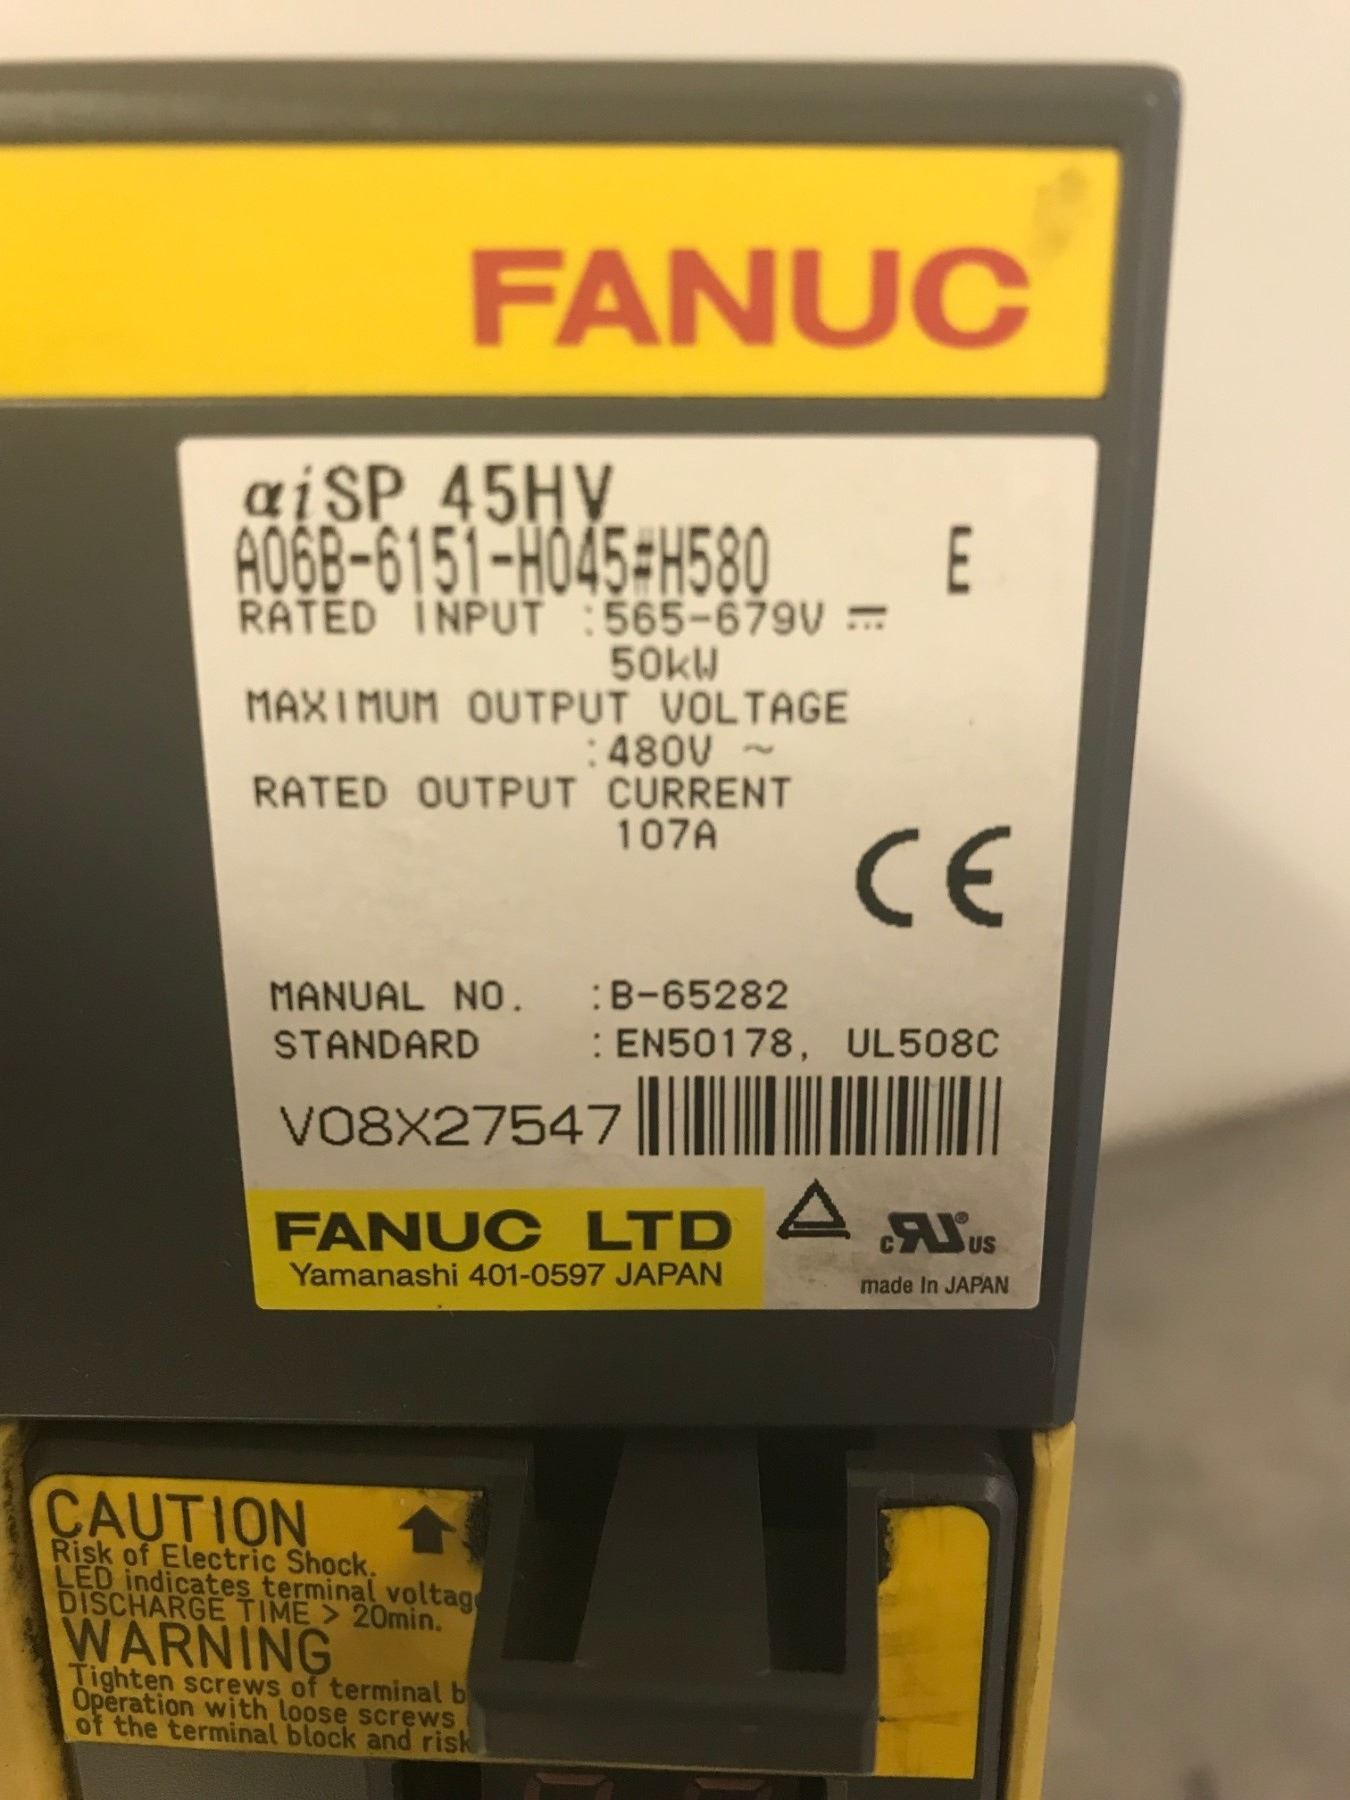 FANUC
αiSP 45HV
A06B-6151-H045#H580 E
RATED INPUT :565-679V ⎓
50kW
MAXIMUM OUTPUT VOLTAGE
:480V ~
RATED OUTPUT CURRENT
107A
CE
MANUAL NO. :B-65282
STANDARD :EN50178, UL508C
V08X27547
FANUC LTD
Yamanashi 401-0597 JAPAN
c RU ® US
made In JAPAN
CAUTION
Risk of Electric Shock.
LED indicates terminal voltag
DISCHARGE TIME > 20min.
WARNING
Tighten screws of terminal b
Operation with loose screws
of the terminal block and risk